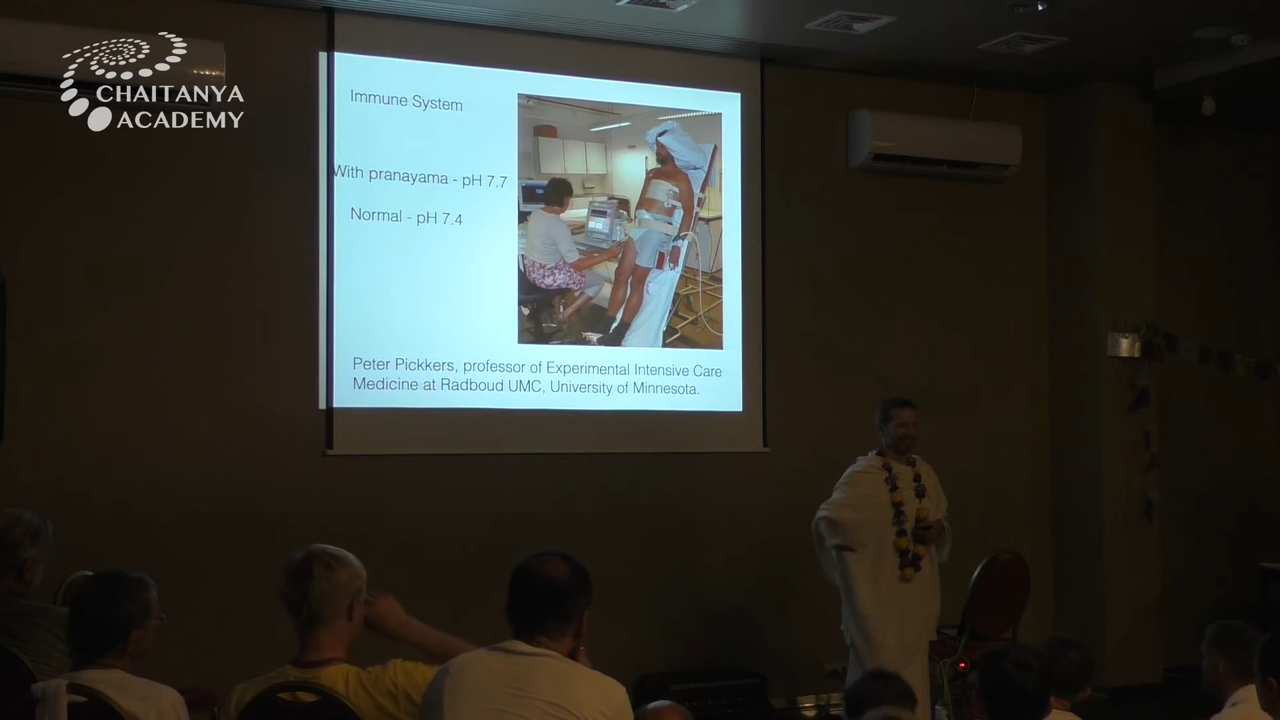 CHAITANYA
ACADEMY
Immune System
With pranayama - pH 7.7
Normal - pH 7.4
Peter Pickkers, professor of Experimental Intensive Care
Medicine at Radboud UMC, University of Minnesota.